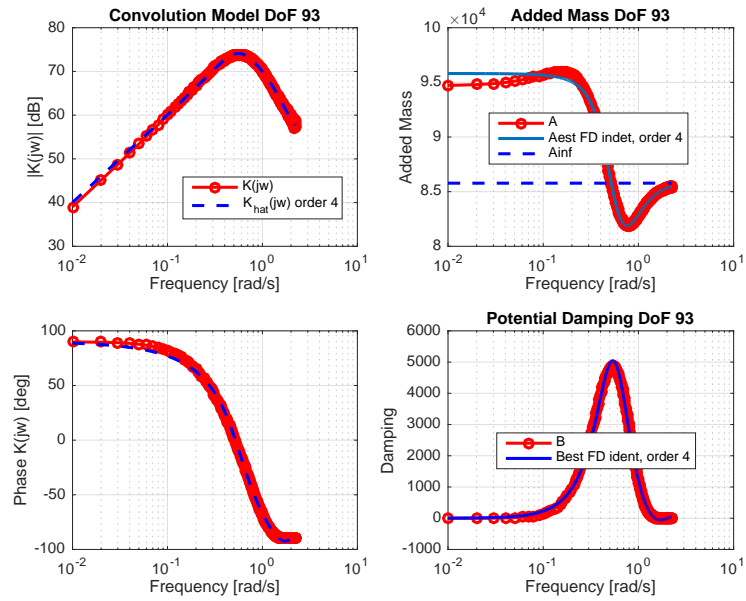 Convolution Model DoF 93
|K(jw)| [dB]
80
70
60
50
40
30
K(jw)
K_hat(jw) order 4
10^-2
10^-1
10^0
10^1
Frequency [rad/s]
×10^4
Added Mass DoF 93
Added Mass
10
9.5
9
8.5
8
A
Aest FD indet, order 4
Ainf
10^-2
10^-1
10^0
10^1
Frequency [rad/s]
Phase K(jw) [deg]
100
50
0
-50
-100
10^-2
10^-1
10^0
10^1
Frequency [rad/s]
Potential Damping DoF 93
Damping
6000
5000
4000
3000
2000
1000
0
-1000
B
Best FD ident, order 4
10^-2
10^-1
10^0
10^1
Frequency [rad/s]